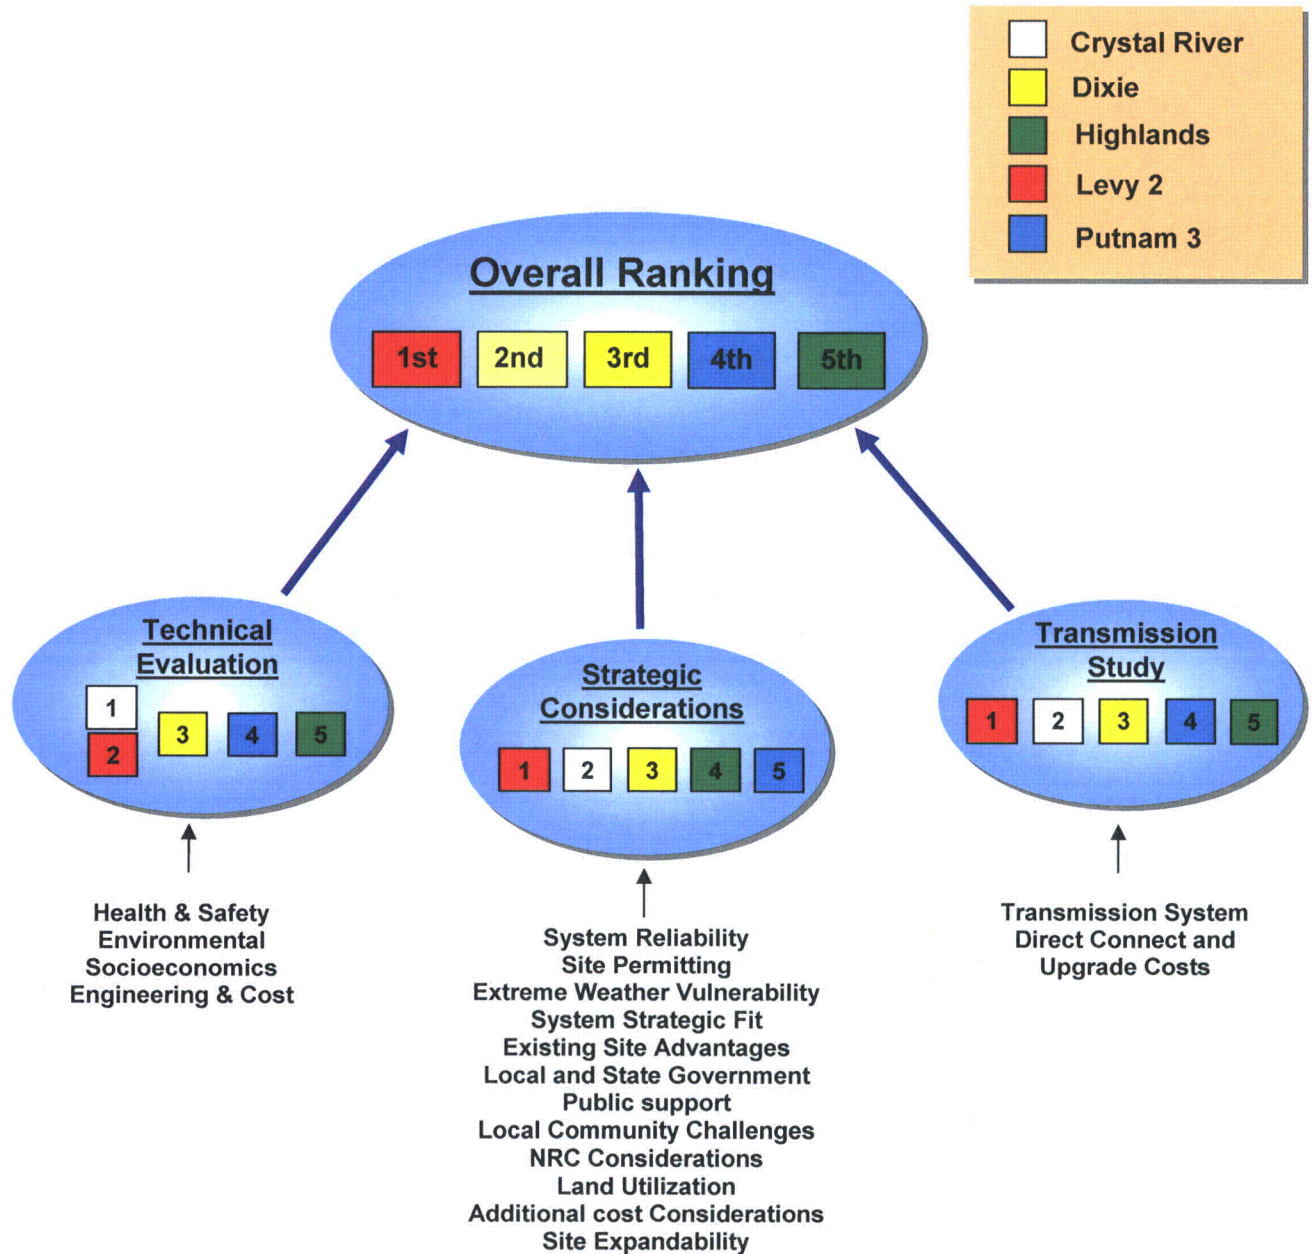 Crystal River
Dixie
Highlands
Levy 2
Putnam 3
Overall Ranking
1st 2nd 3rd 4th 5th
Technical
Evaluation
1
2
3 4 5
Strategic
Considerations
1 2 3 4 5
Transmission
Study
1 2 3 4 5
Health & Safety
Environmental
Socioeconomics
Engineering & Cost
System Reliability
Site Permitting
Extreme Weather Vulnerability
System Strategic Fit
Existing Site Advantages
Local and State Government
Public support
Local Community Challenges
NRC Considerations
Land Utilization
Additional cost Considerations
Site Expandability
Transmission System
Direct Connect and
Upgrade Costs